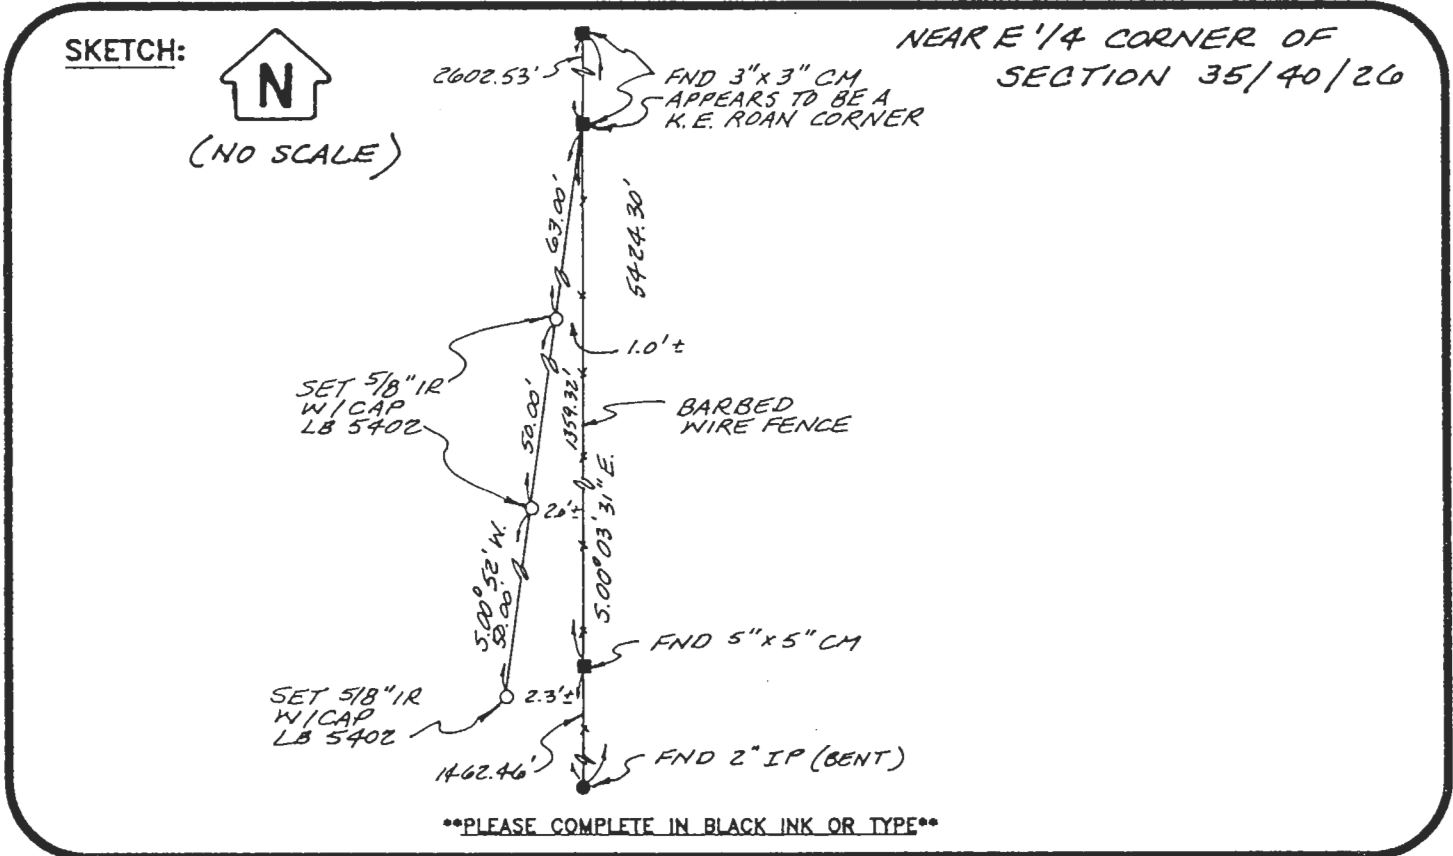 SKETCH:
N
(NO SCALE)
NEAR E 1/4 CORNER OF
SECTION 35/40/26
2602.53'
FND 3"x 3" CM
APPEARS TO BE A
K.E. ROAN CORNER
63.00'
5424.30'
1.0'±
SET 5/8" IR
W/CAP
LB 5402
50.00'
1359.32'
BARBED
WIRE FENCE
2.0'±
S.00°03'31"E.
S.00°52'W.
50.00'
FND 5"x 5" CM
SET 5/8" IR
W/CAP
LB 5402
2.3'±
1462.46'
FND 2" IP (BENT)
**PLEASE COMPLETE IN BLACK INK OR TYPE**